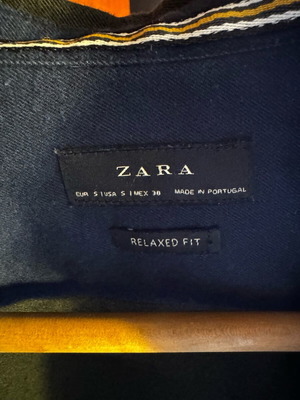 ZARA
EUR S | USA S | MEX 38 MADE IN PORTUGAL
RELAXED FIT